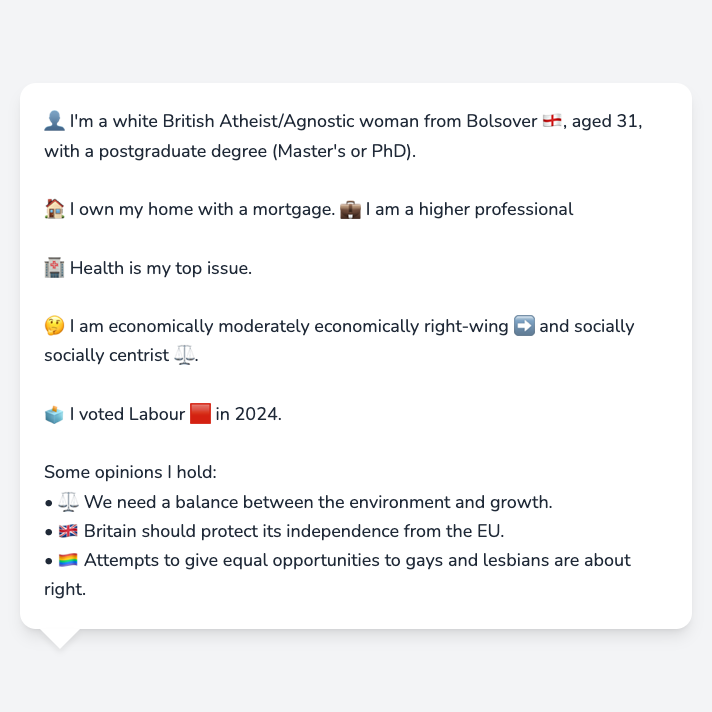 👤 I'm a white British Atheist/Agnostic woman from Bolsover 🏴󠁧󠁢󠁥󠁮󠁧󠁿, aged 31,
with a postgraduate degree (Master's or PhD).
🏠 I own my home with a mortgage. 💼 I am a higher professional
🏥 Health is my top issue.
🤔 I am economically moderately economically right-wing ➡️ and socially
socially centrist ⚖️.
🗳️ I voted Labour 🟥 in 2024.
Some opinions I hold:
• ⚖️ We need a balance between the environment and growth.
• 🇬🇧 Britain should protect its independence from the EU.
• 🏳️‍🌈 Attempts to give equal opportunities to gays and lesbians are about
right.